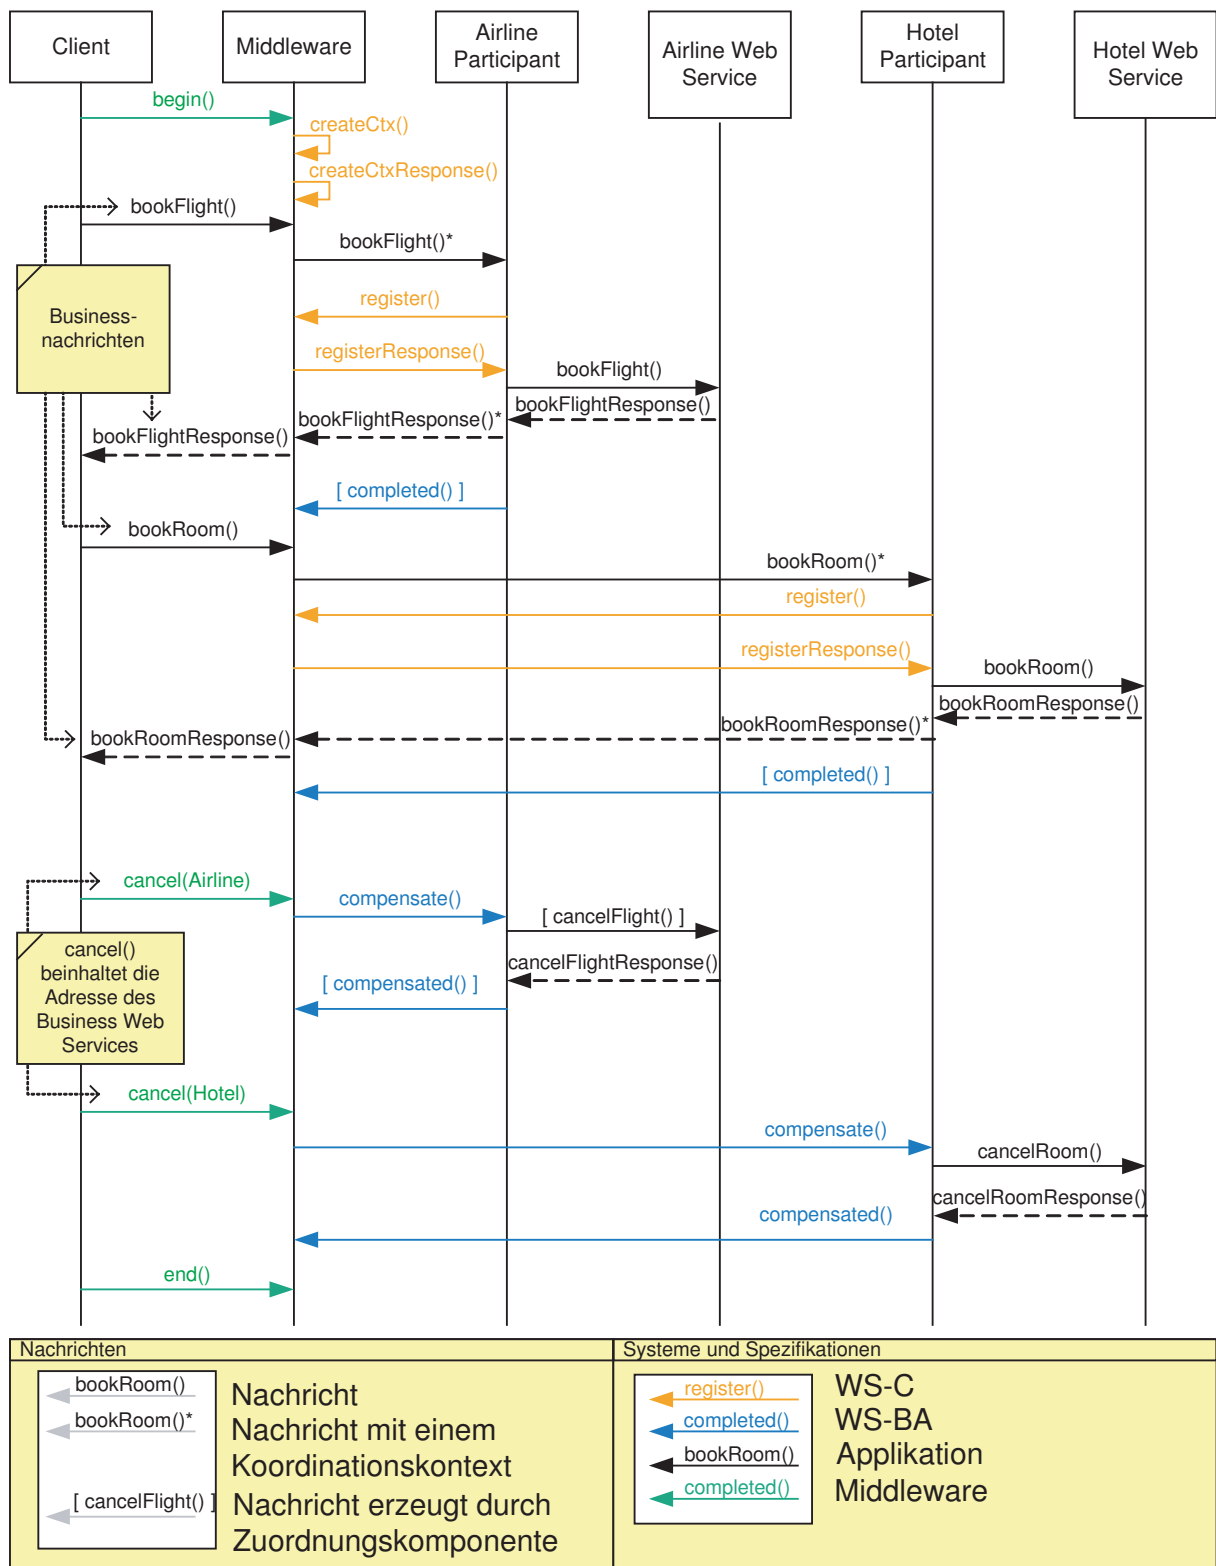 Client
Middleware
Airline
Participant
Airline Web
Service
Hotel
Participant
Hotel Web
Service
begin()
createCtx()
createCtxResponse()
bookFlight()
bookFlight()*
Business-
nachrichten
register()
registerResponse()
bookFlight()
bookFlightResponse()
bookFlightResponse()*
bookFlightResponse()
[ completed() ]
bookRoom()
bookRoom()*
register()
registerResponse()
bookRoom()
bookRoomResponse()
bookRoomResponse()*
bookRoomResponse()
[ completed() ]
cancel(Airline)
compensate()
[ cancelFlight() ]
cancel()
beinhaltet die
Adresse des
Business Web
Services
cancelFlightResponse()
[ compensated() ]
cancel(Hotel)
compensate()
cancelRoom()
cancelRoomResponse()
compensated()
end()
Nachrichten
bookRoom()
Nachricht
bookRoom()*
Nachricht mit einem
Koordinationskontext
[ cancelFlight() ]
Nachricht erzeugt durch
Zuordnungskomponente
Systeme und Spezifikationen
register()
WS-C
completed()
WS-BA
bookRoom()
Applikation
completed()
Middleware